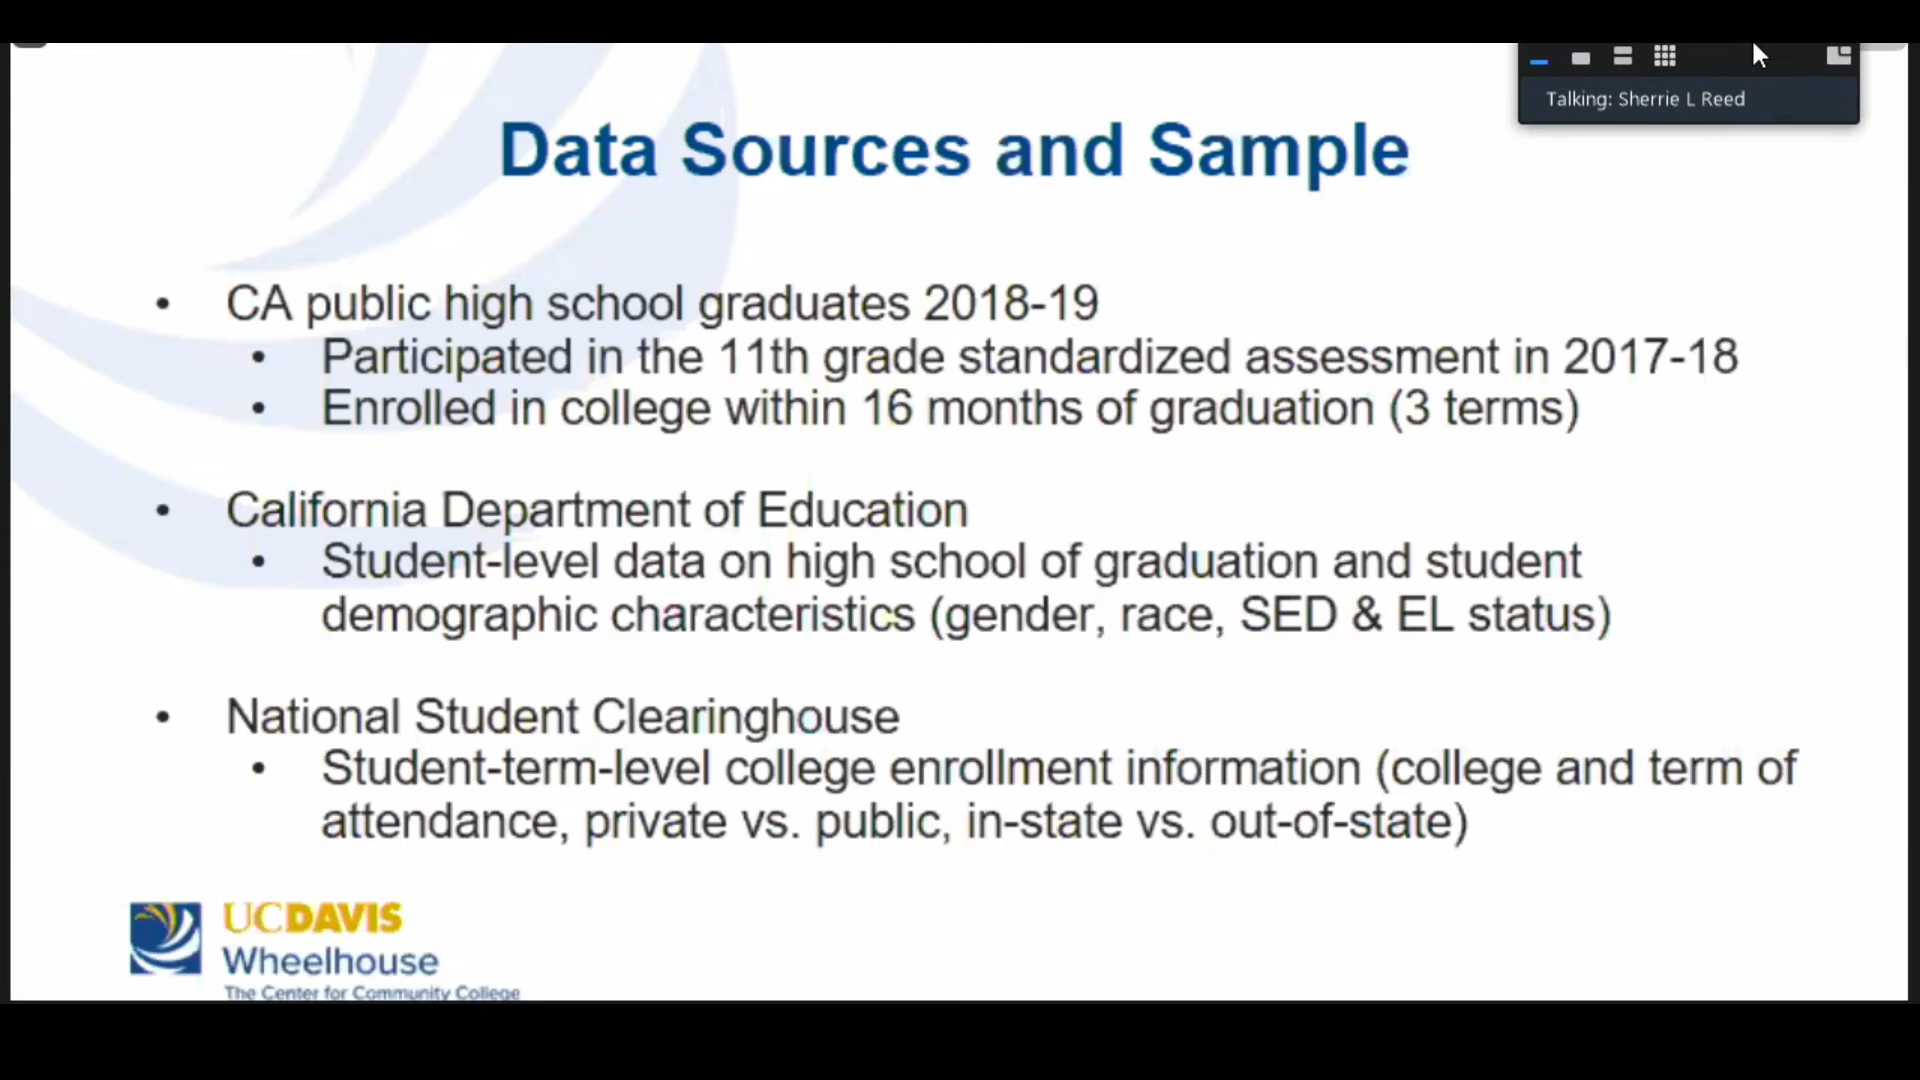 Talking: Sherrie L Reed
Data Sources and Sample
• CA public high school graduates 2018-19
• Participated in the 11th grade standardized assessment in 2017-18
• Enrolled in college within 16 months of graduation (3 terms)
• California Department of Education
• Student-level data on high school of graduation and student
demographic characteristics (gender, race, SED & EL status)
• National Student Clearinghouse
• Student-term-level college enrollment information (college and term of
attendance, private vs. public, in-state vs. out-of-state)
UCDAVIS
Wheelhouse
The Center for Community College